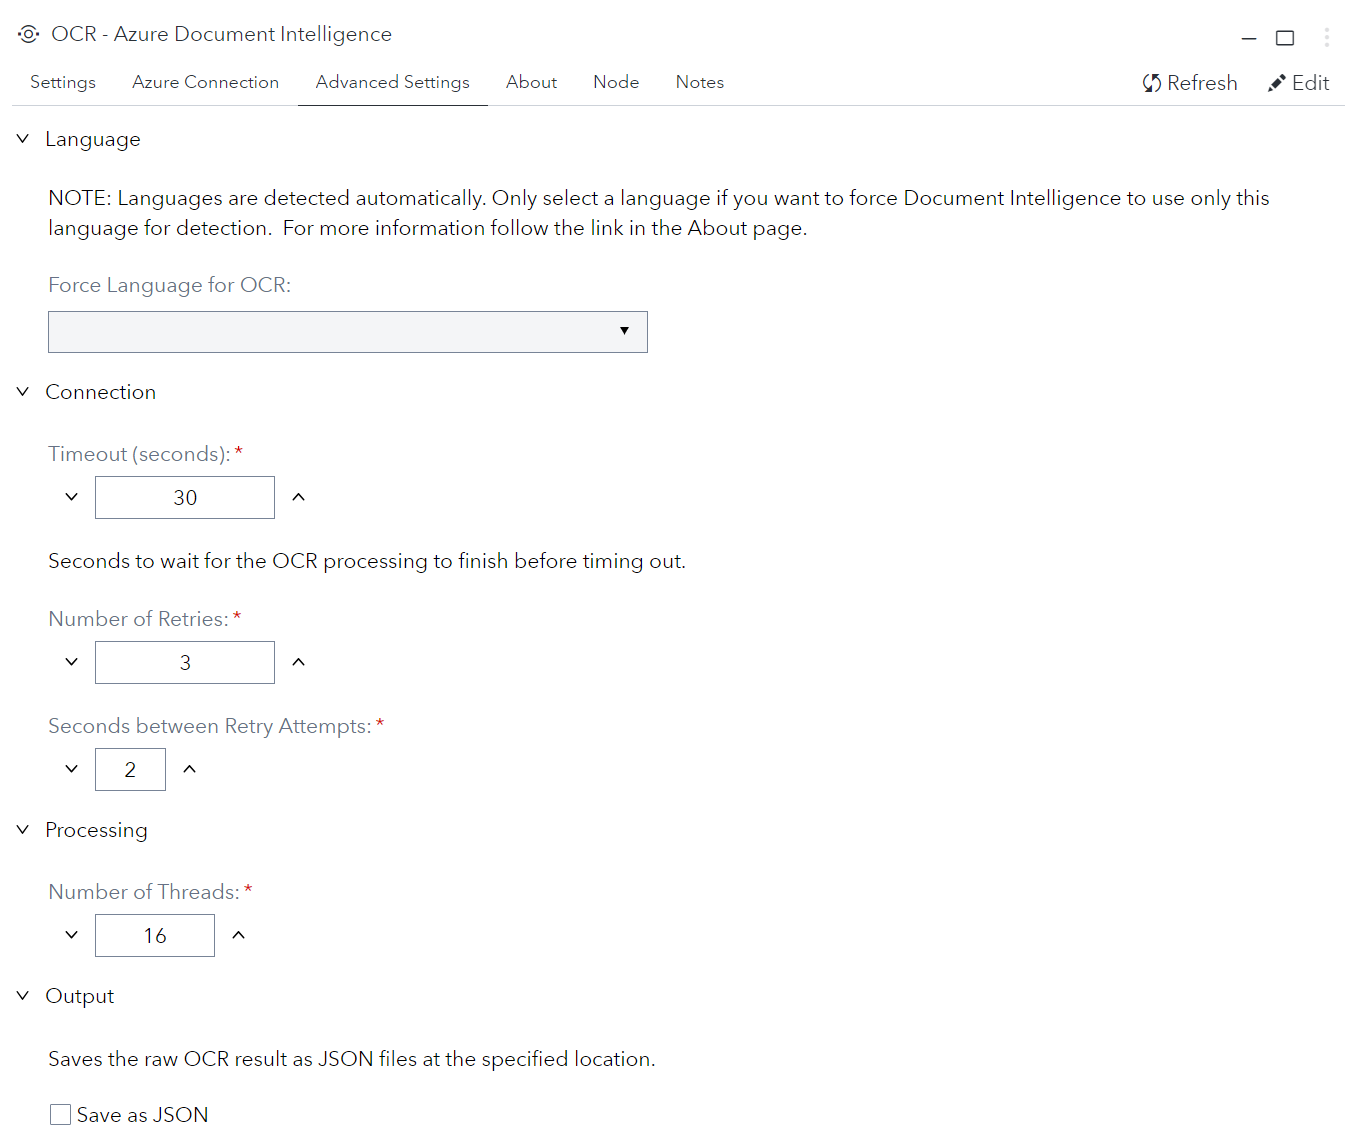 OCR - Azure Document Intelligence
Settings Azure Connection Advanced Settings About Node Notes Refresh Edit
Language
NOTE: Languages are detected automatically. Only select a language if you want to force Document Intelligence to use only this
language for detection.  For more information follow the link in the About page.
Force Language for OCR:
Connection
Timeout (seconds): *
30
Seconds to wait for the OCR processing to finish before timing out.
Number of Retries: *
3
Seconds between Retry Attempts: *
2
Processing
Number of Threads: *
16
Output
Saves the raw OCR result as JSON files at the specified location.
Save as JSON